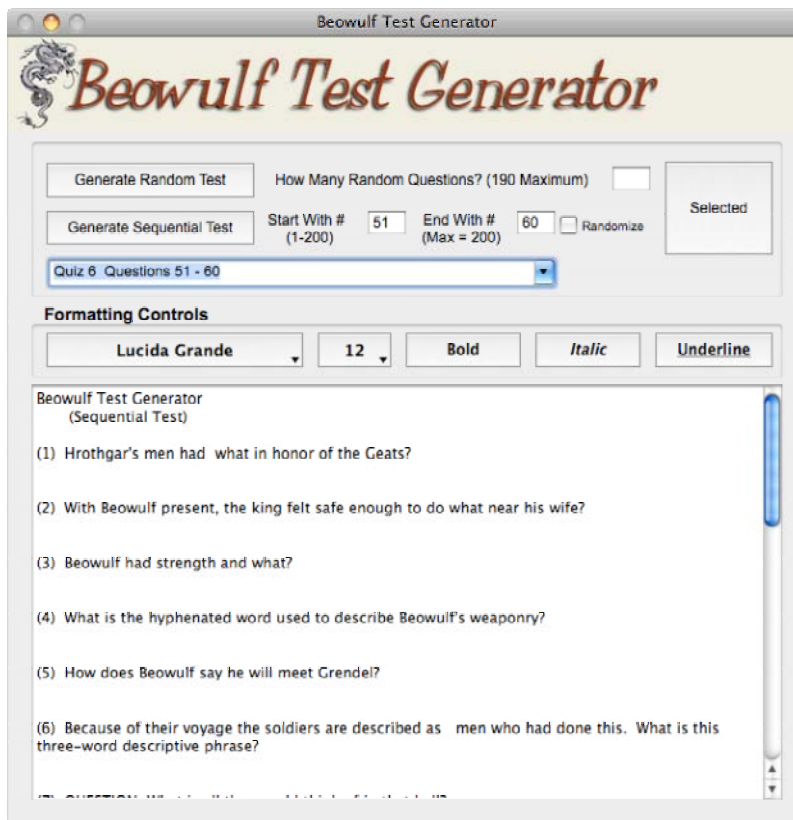 Beowulf Test Generator
Beowulf Test Generator
Generate Random Test
How Many Random Questions? (190 Maximum)
Selected
Generate Sequential Test
Start With #
(1-200)
51
End With #
(Max = 200)
60
Randomize
Quiz 6 Questions 51 - 60
Formatting Controls
Lucida Grande
12
Bold
Italic
Underline
Beowulf Test Generator
(Sequential Test)
(1) Hrothgar's men had what in honor of the Geats?
(2) With Beowulf present, the king felt safe enough to do what near his wife?
(3) Beowulf had strength and what?
(4) What is the hyphenated word used to describe Beowulf's weaponry?
(5) How does Beowulf say he will meet Grendel?
(6) Because of their voyage the soldiers are described as men who had done this. What is this
three-word descriptive phrase?